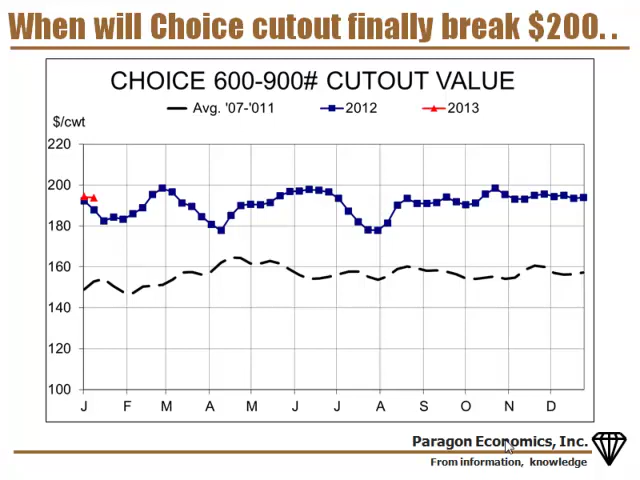 When will Choice cutout finally break $200. .
CHOICE 600-900# CUTOUT VALUE
Avg. '07-'011 2012 2013
$/cwt
220
200
180
160
140
120
100
J F M A M J J A S O N D
Paragon Economics, Inc.
From information, knowledge